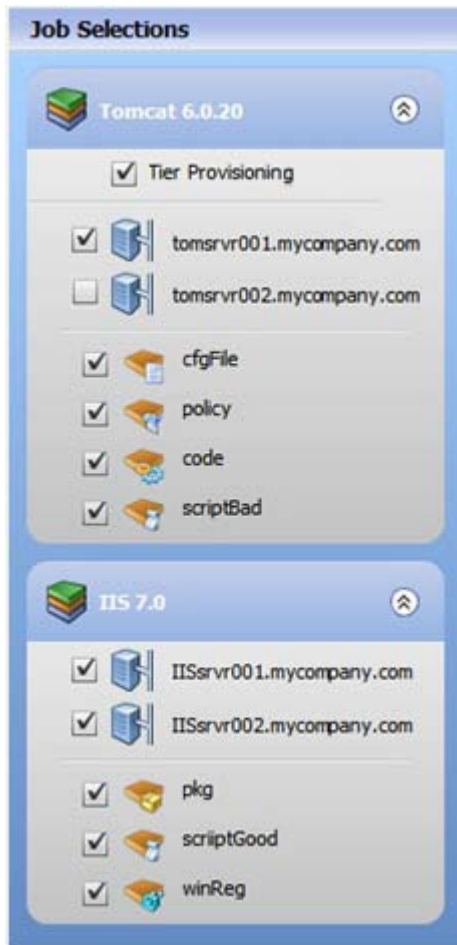 Job Selections
Tomcat 6.0.20
Tier Provisioning
tomsrvr001.mycompany.com
tomsrvr002.mycompany.com
cfgFile
policy
code
scriptBad
IIS 7.0
IISsrvr001.mycompany.com
IISsrvr002.mycompany.com
pkg
scriiptGood
winReg